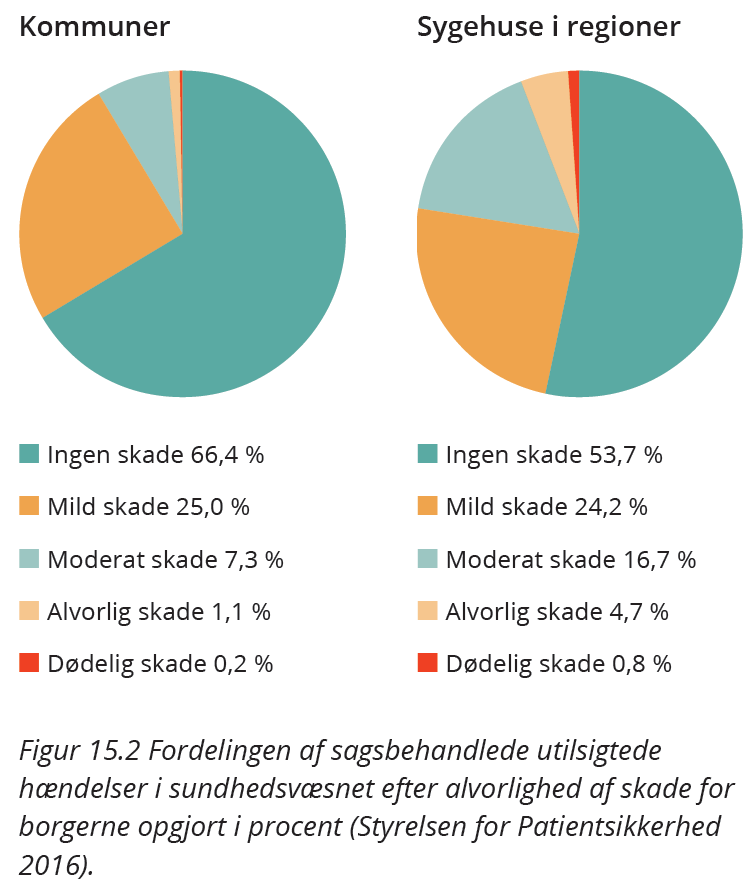 Kommuner
Ingen skade 66,4 %
Mild skade 25,0 %
Moderat skade 7,3 %
Alvorlig skade 1,1 %
Dødelig skade 0,2 %
Sygehuse i regioner
Ingen skade 53,7 %
Mild skade 24,2 %
Moderat skade 16,7 %
Alvorlig skade 4,7 %
Dødelig skade 0,8 %
Figur 15.2 Fordelingen af sagsbehandlede utilsigtede
hændelser i sundhedsvæsnet efter alvorlighed af skade for
borgerne opgjort i procent (Styrelsen for Patientsikkerhed
2016).